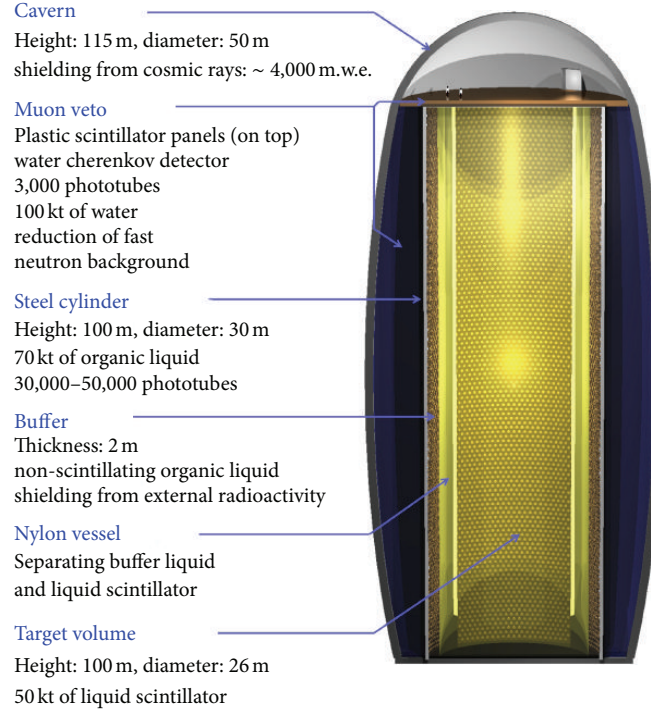 Cavern
Height: 115 m, diameter: 50 m
shielding from cosmic rays: ~ 4,000 m.w.e.
Muon veto
Plastic scintillator panels (on top)
water cherenkov detector
3,000 phototubes
100 kt of water
reduction of fast
neutron background
Steel cylinder
Height: 100 m, diameter: 30 m
70 kt of organic liquid
30,000–50,000 phototubes
Buffer
Thickness: 2 m
non-scintillating organic liquid
shielding from external radioactivity
Nylon vessel
Separating buffer liquid
and liquid scintillator
Target volume
Height: 100 m, diameter: 26 m
50 kt of liquid scintillator